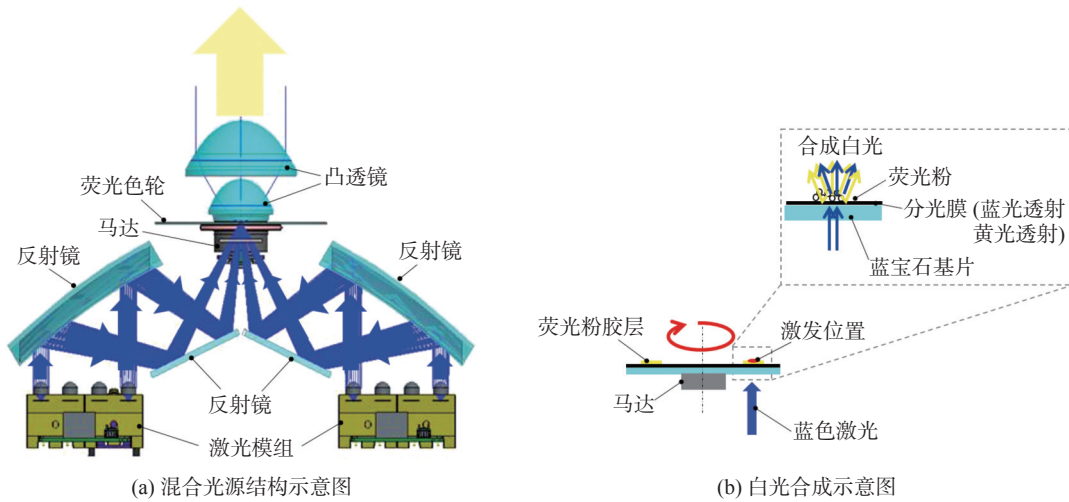 凸透镜
荧光色轮
马达
反射镜
反射镜
反射镜
激光模组
(a) 混合光源结构示意图
合成白光
荧光粉
分光膜 (蓝光透射
黄光透射)
蓝宝石基片
荧光粉胶层
激发位置
马达
蓝色激光
(b) 白光合成示意图